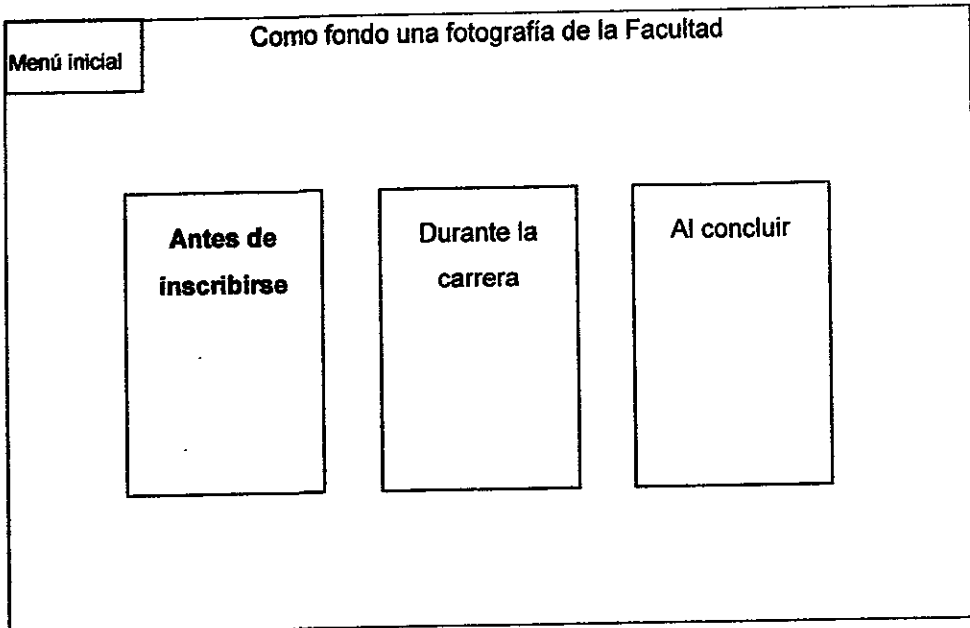 Como fondo una fotografía de la Facultad
Menú inicial
Antes de
inscribirse
Durante la
carrera
Al concluir